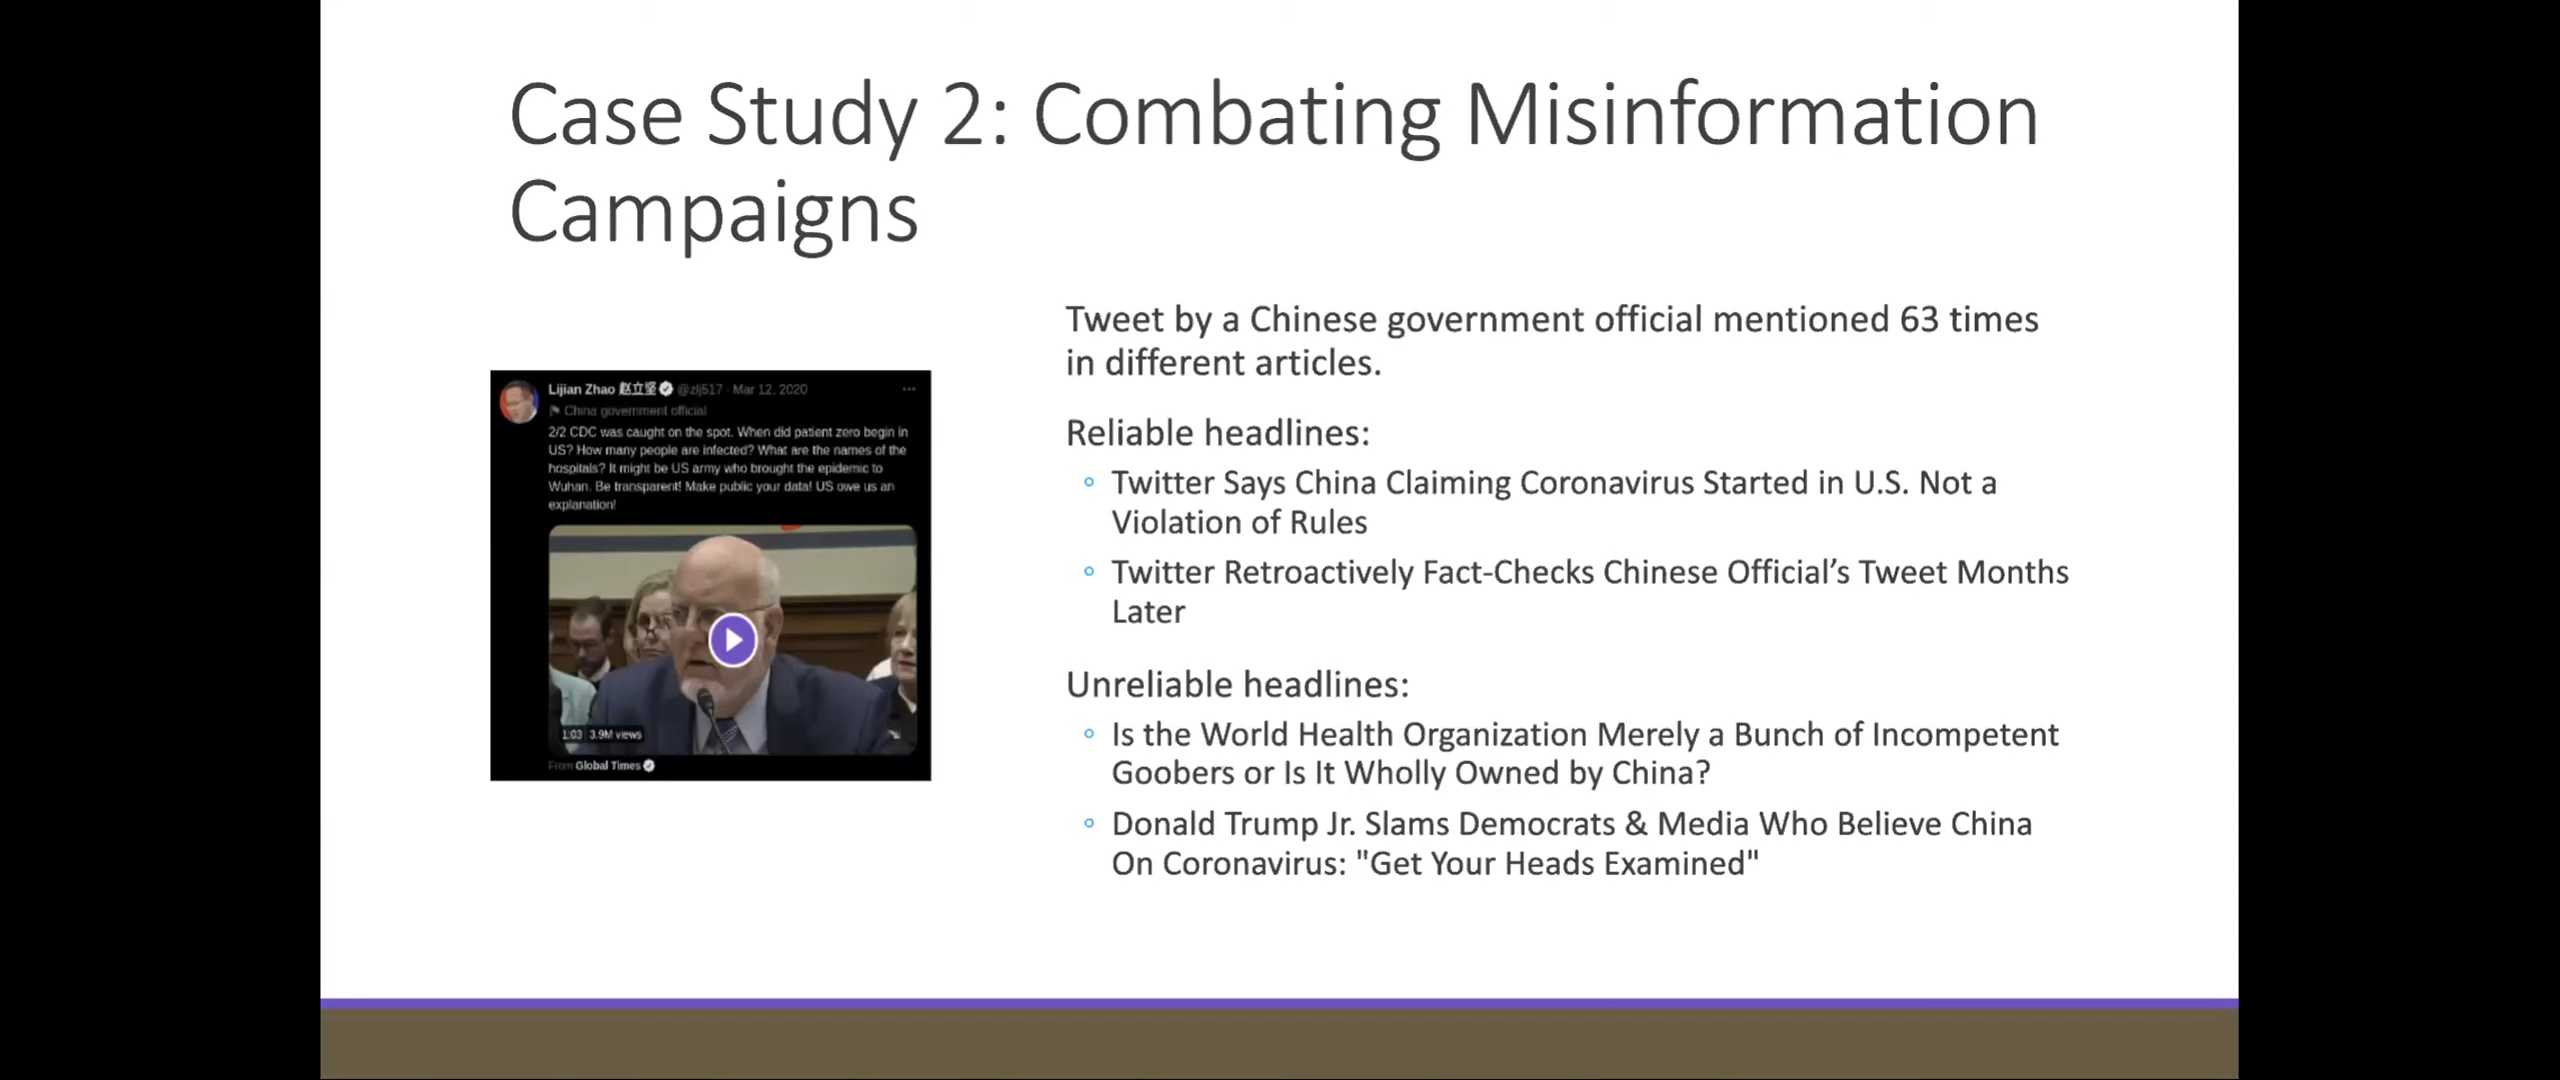 Case Study 2: Combating Misinformation
Campaigns
Lijian Zhao 赵立坚 @zlj517 · Mar 12, 2020
China government official
2/2 CDC was caught on the spot. When did patient zero begin in
US? How many people are infected? What are the names of the
hospitals? It might be US army who brought the epidemic to
Wuhan. Be transparent! Make public your data! US owe us an
explanation!
1:03 3.9M views
From Global Times
Tweet by a Chinese government official mentioned 63 times
in different articles.
Reliable headlines:
Twitter Says China Claiming Coronavirus Started in U.S. Not a
Violation of Rules
Twitter Retroactively Fact-Checks Chinese Official’s Tweet Months
Later
Unreliable headlines:
Is the World Health Organization Merely a Bunch of Incompetent
Goobers or Is It Wholly Owned by China?
Donald Trump Jr. Slams Democrats & Media Who Believe China
On Coronavirus: "Get Your Heads Examined"